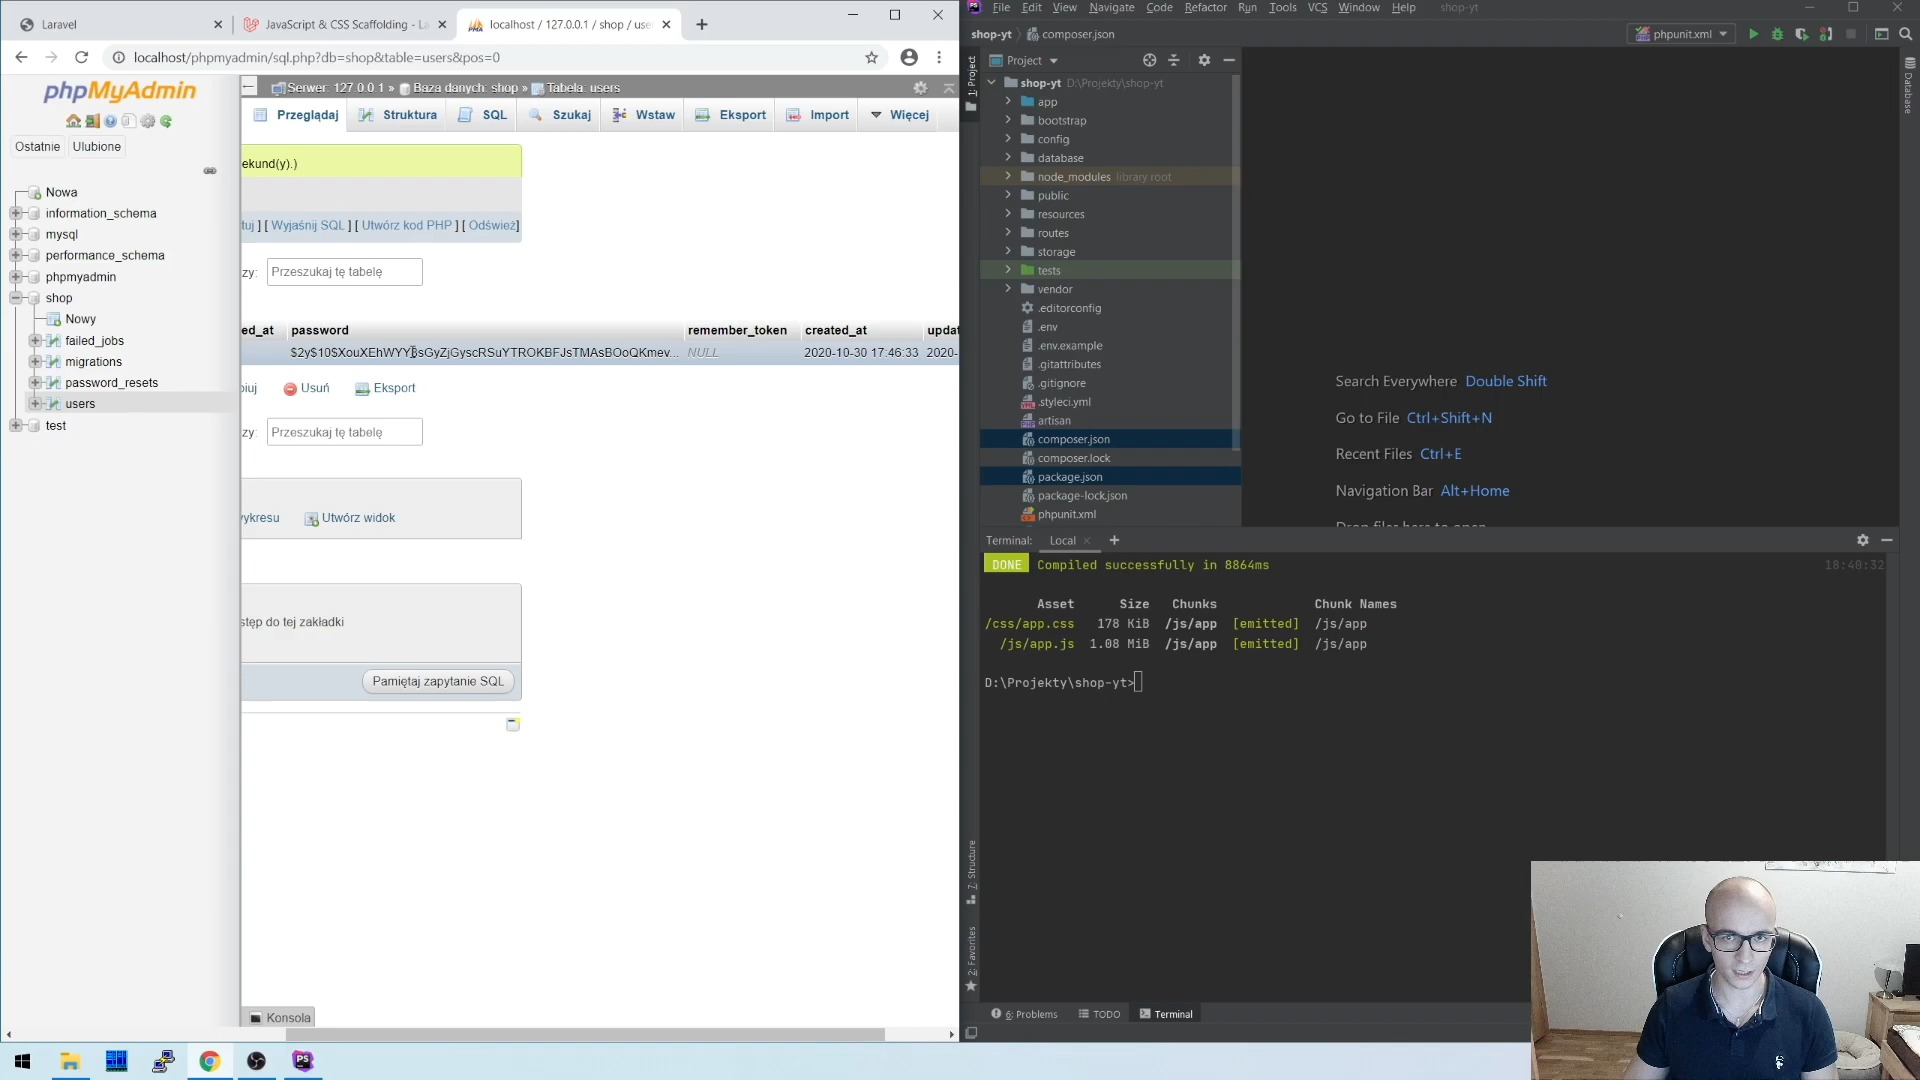 Laravel
JavaScript & CSS Scaffolding - La
localhost / 127.0.0.1 / shop / use
localhost/phpmyadmin/sql.php?db=shop&table=users&pos=0
phpMyAdmin
Ostatnie
Ulubione
Nowa
information_schema
mysql
performance_schema
phpmyadmin
shop
Nowy
failed_jobs
migrations
password_resets
users
test
Serwer: 127.0.0.1 » Baza danych: shop » Tabela: users
Przeglądaj
Struktura
SQL
Szukaj
Wstaw
Eksport
Import
Więcej
ekund(y).)
tuj ] [ Wyjaśnij SQL ] [ Utwórz kod PHP ] [ Odśwież]
zy:
Przeszukaj tę tabelę
ed_at
password
remember_token
created_at
updat
NULL
2020-10-30 17:46:33
2020-
piuj
Usuń
Eksport
zy:
Przeszukaj tę tabelę
ykresu
Utwórz widok
stęp do tej zakładki
Pamiętaj zapytanie SQL
Konsola
File Edit View Navigate Code Refactor Run Tools VCS Window Help
shop-yt
shop-yt
composer.json
phpunit.xml
1: Project
Project
Database
shop-yt D:\Projekty\shop-yt
app
bootstrap
config
database
node_modules library root
public
resources
routes
storage
tests
vendor
.editorconfig
.env
.env.example
.gitattributes
.gitignore
.styleci.yml
artisan
composer.json
composer.lock
package.json
package-lock.json
phpunit.xml
Search Everywhere Double Shift
Go to File Ctrl+Shift+N
Recent Files Ctrl+E
Navigation Bar Alt+Home
Drop files here to open
Terminal:
Local
DONE Compiled successfully in 8864ms
18:40:32
Asset Size Chunks Chunk Names
/css/app.css 178 KiB /js/app [emitted] /js/app
/js/app.js 1.08 MiB /js/app [emitted] /js/app
D:\Projekty\shop-yt>
7: Structure
2: Favorites
6: Problems
TODO
Terminal